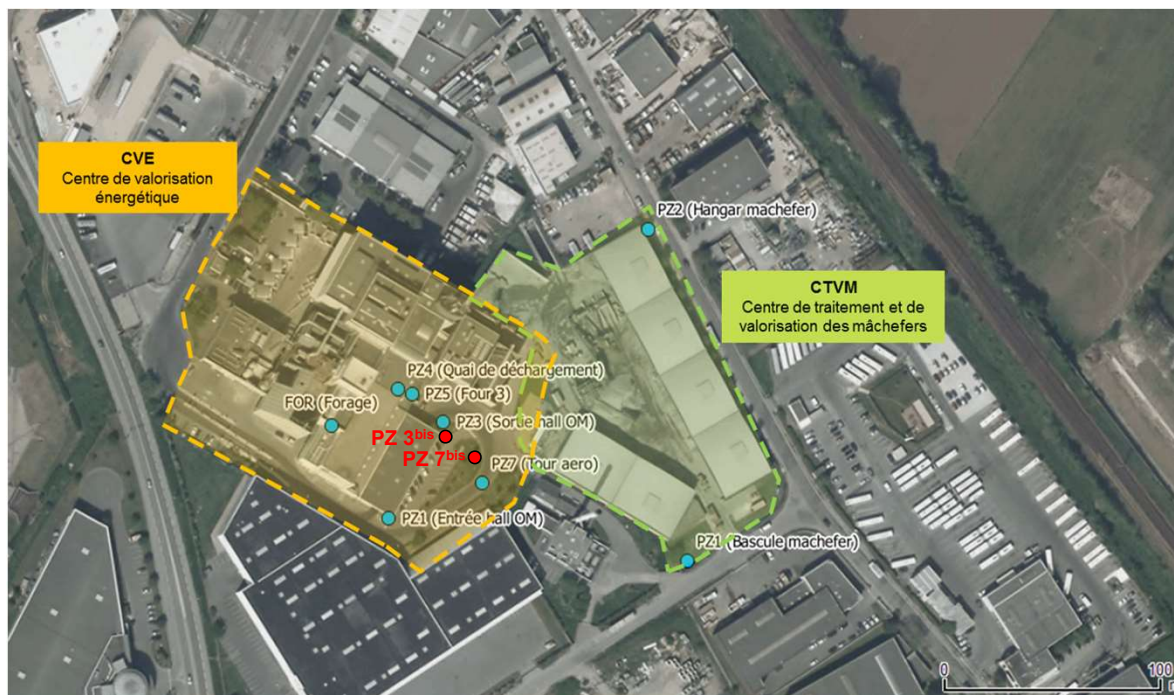 CVE
Centre de valorisation
énergétique
PZ2 (Hangar machefer)
CTVM
Centre de traitement et de
valorisation des mâchefers
PZ4 (Quai de déchargement)
PZ5 (Four 3)
FOR (Forage)
PZ3 (Sortie hall OM)
PZ 3bis
PZ 7bis
PZ7 (Tour aero)
PZ1 (Entrée hall OM)
PZ1 (Bascule machefer)
0 100